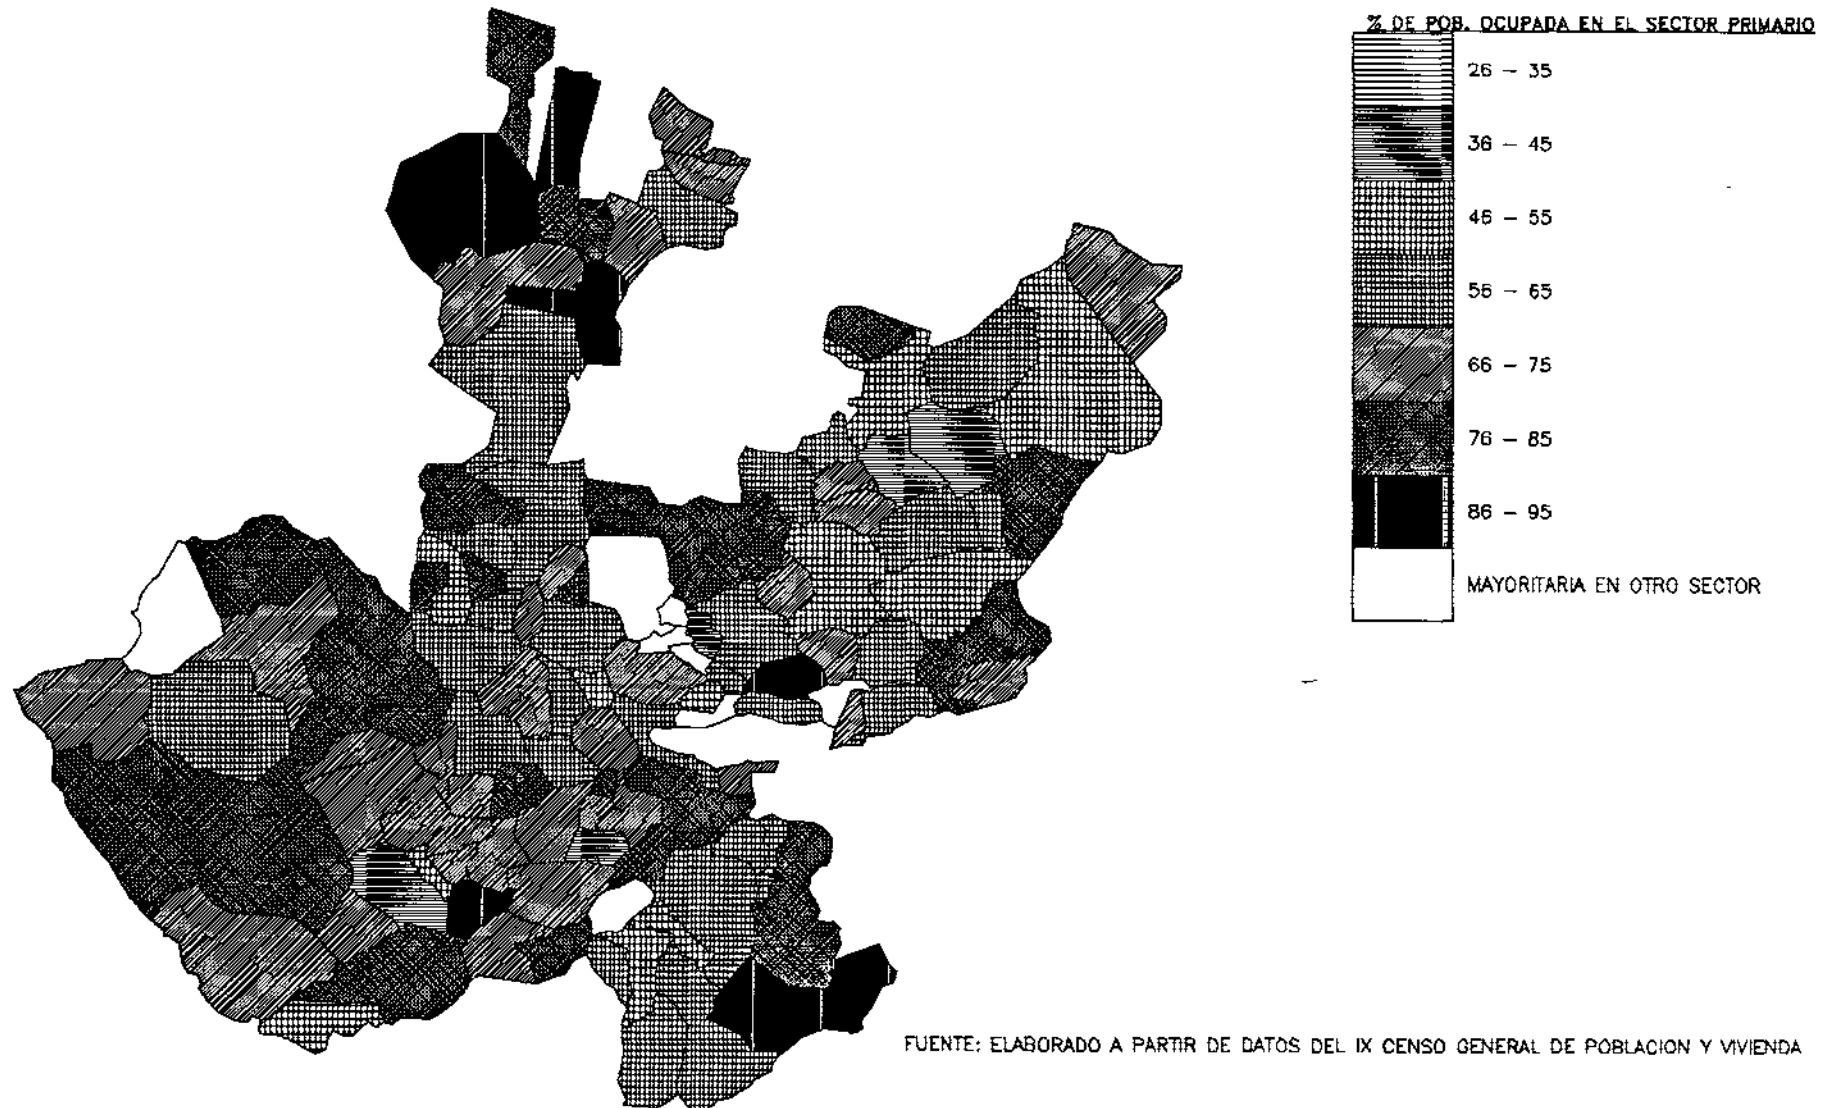 % DE POB. OCUPADA EN EL SECTOR PRIMARIO
26 – 35
36 – 45
46 – 55
56 – 65
66 – 75
76 – 85
86 – 95
MAYORITARIA EN OTRO SECTOR
FUENTE: ELABORADO A PARTIR DE DATOS DEL IX CENSO GENERAL DE POBLACION Y VIVIENDA